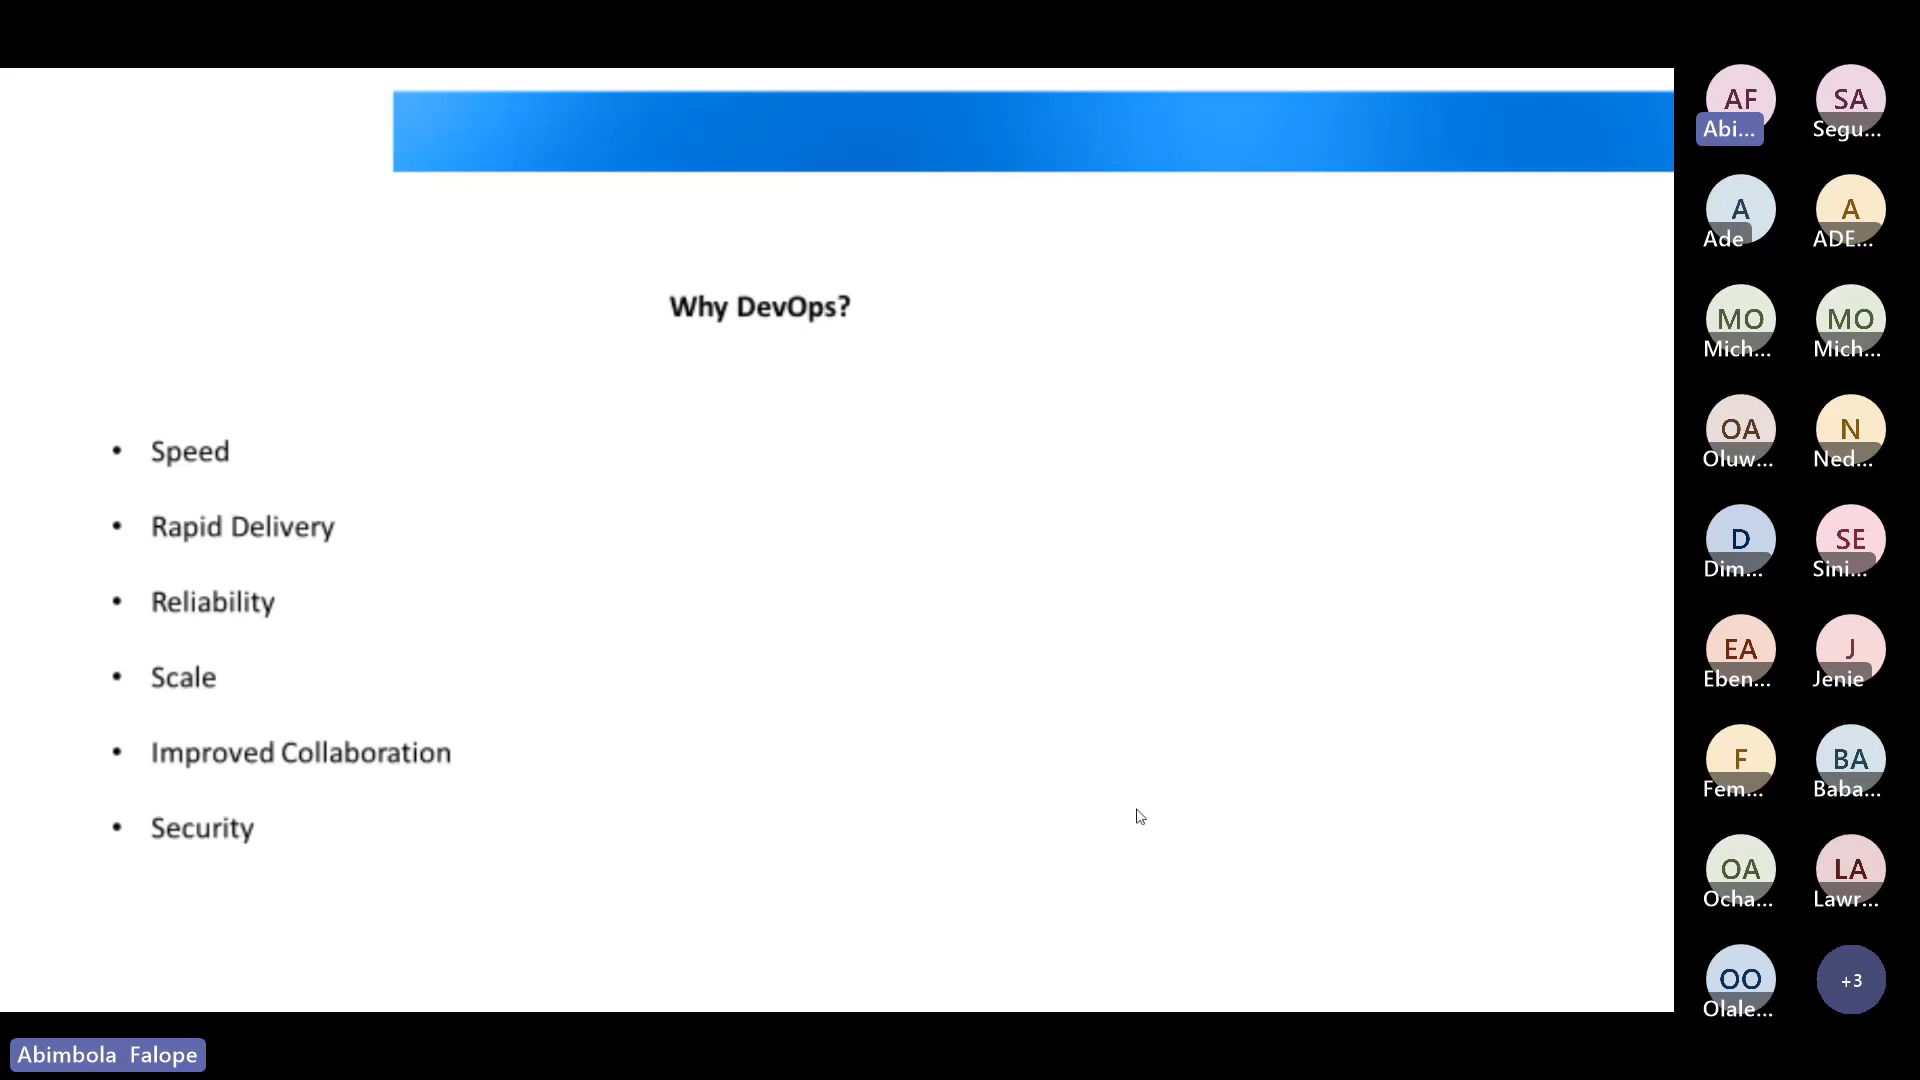 Why DevOps?
• Speed
• Rapid Delivery
• Reliability
• Scale
• Improved Collaboration
• Security
AF
Abi...
SA
Segu...
A
Ade
A
ADE...
MO
Mich...
MO
Mich...
OA
Oluw...
N
Ned...
D
Dim...
SE
Sini...
EA
Eben...
J
Jenie
F
Fem...
BA
Baba...
OA
Ocha...
LA
Lawr...
OO
Olale...
+3
Abimbola Falope